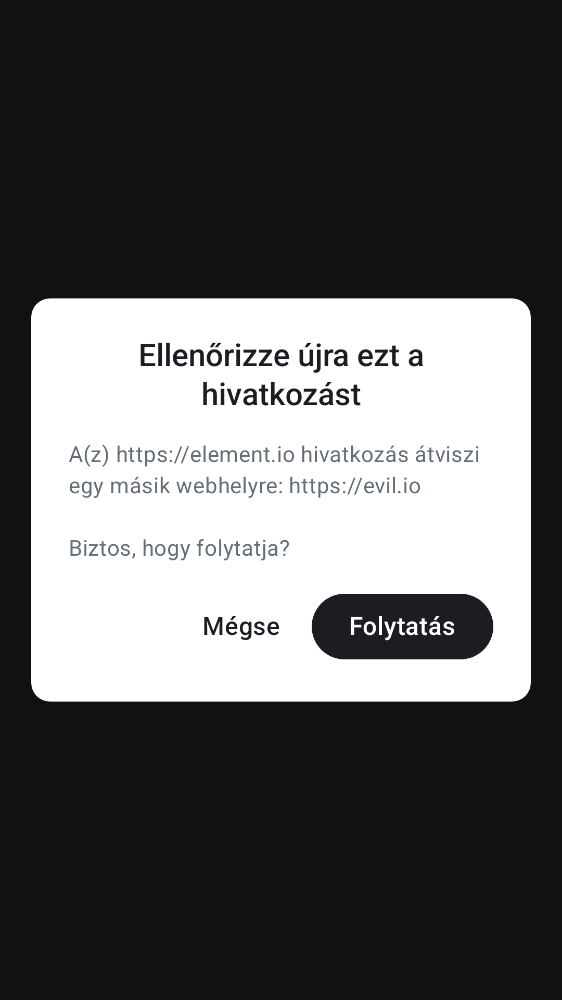 Ellenőrizze újra ezt a
hivatkozást
A(z) https://element.io hivatkozás átviszi
egy másik webhelyre: https://evil.io
Biztos, hogy folytatja?
Mégse
Folytatás